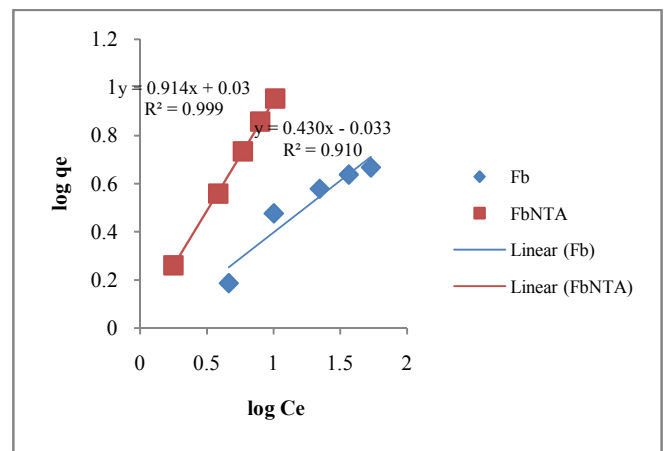 1.2
1
0.8
0.6
0.4
0.2
0
0
0.5
1
1.5
2
log qe
log Ce
y = 0.914x + 0.03
R² = 0.999
y = 0.430x - 0.033
R² = 0.910
Fb
FbNTA
Linear (Fb)
Linear (FbNTA)